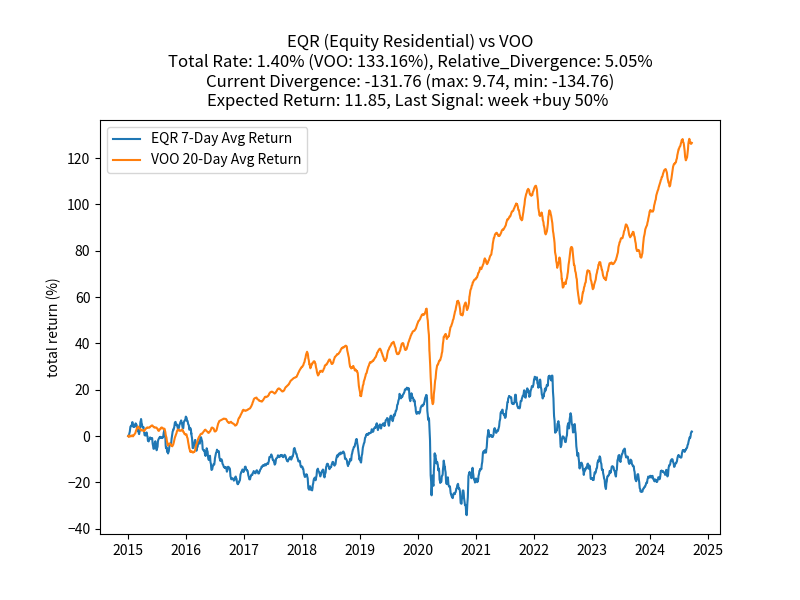 EQR (Equity Residential) vs VOO
Total Rate: 1.40% (VOO: 133.16%), Relative_Divergence: 5.05%
Current Divergence: -131.76 (max: 9.74, min: -134.76)
Expected Return: 11.85, Last Signal: week +buy 50%
EQR 7-Day Avg Return
VOO 20-Day Avg Return
total return (%)
120
100
80
60
40
20
0
−20
−40
2015 2016 2017 2018 2019 2020 2021 2022 2023 2024 2025